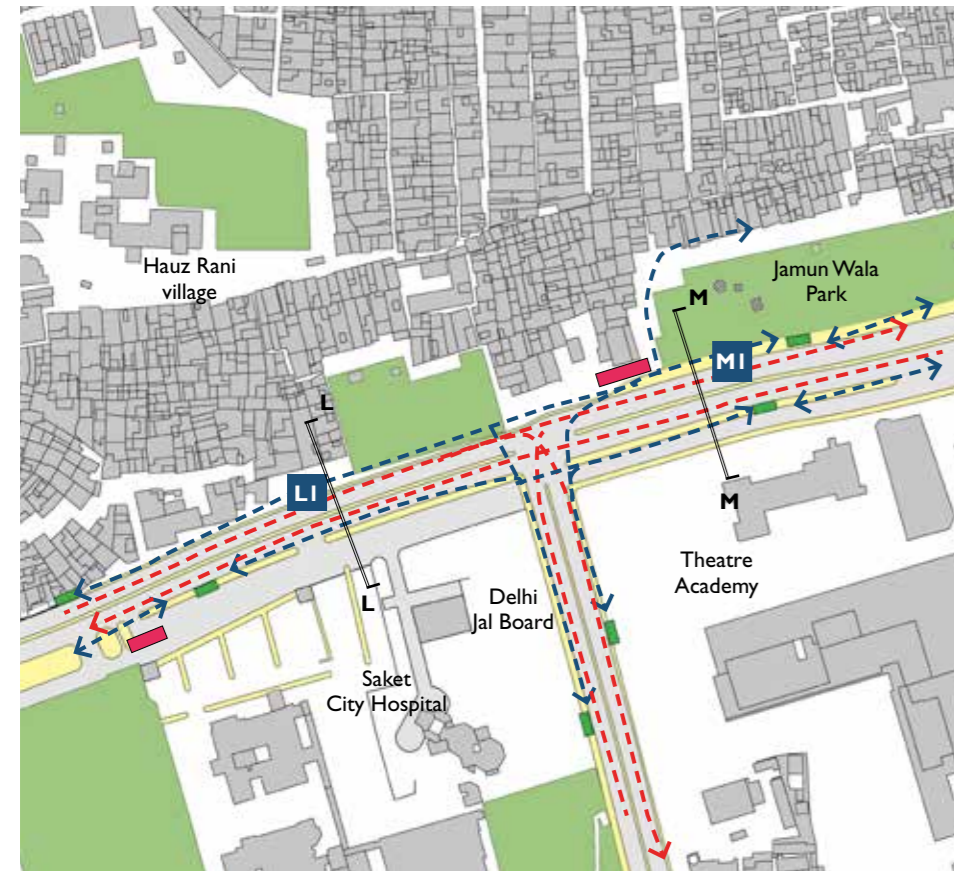 Hauz Rani
village
Jamun Wala
Park
M
M1
L
L1
M
Theatre
Academy
L
Delhi
Jal Board
Saket
City Hospital